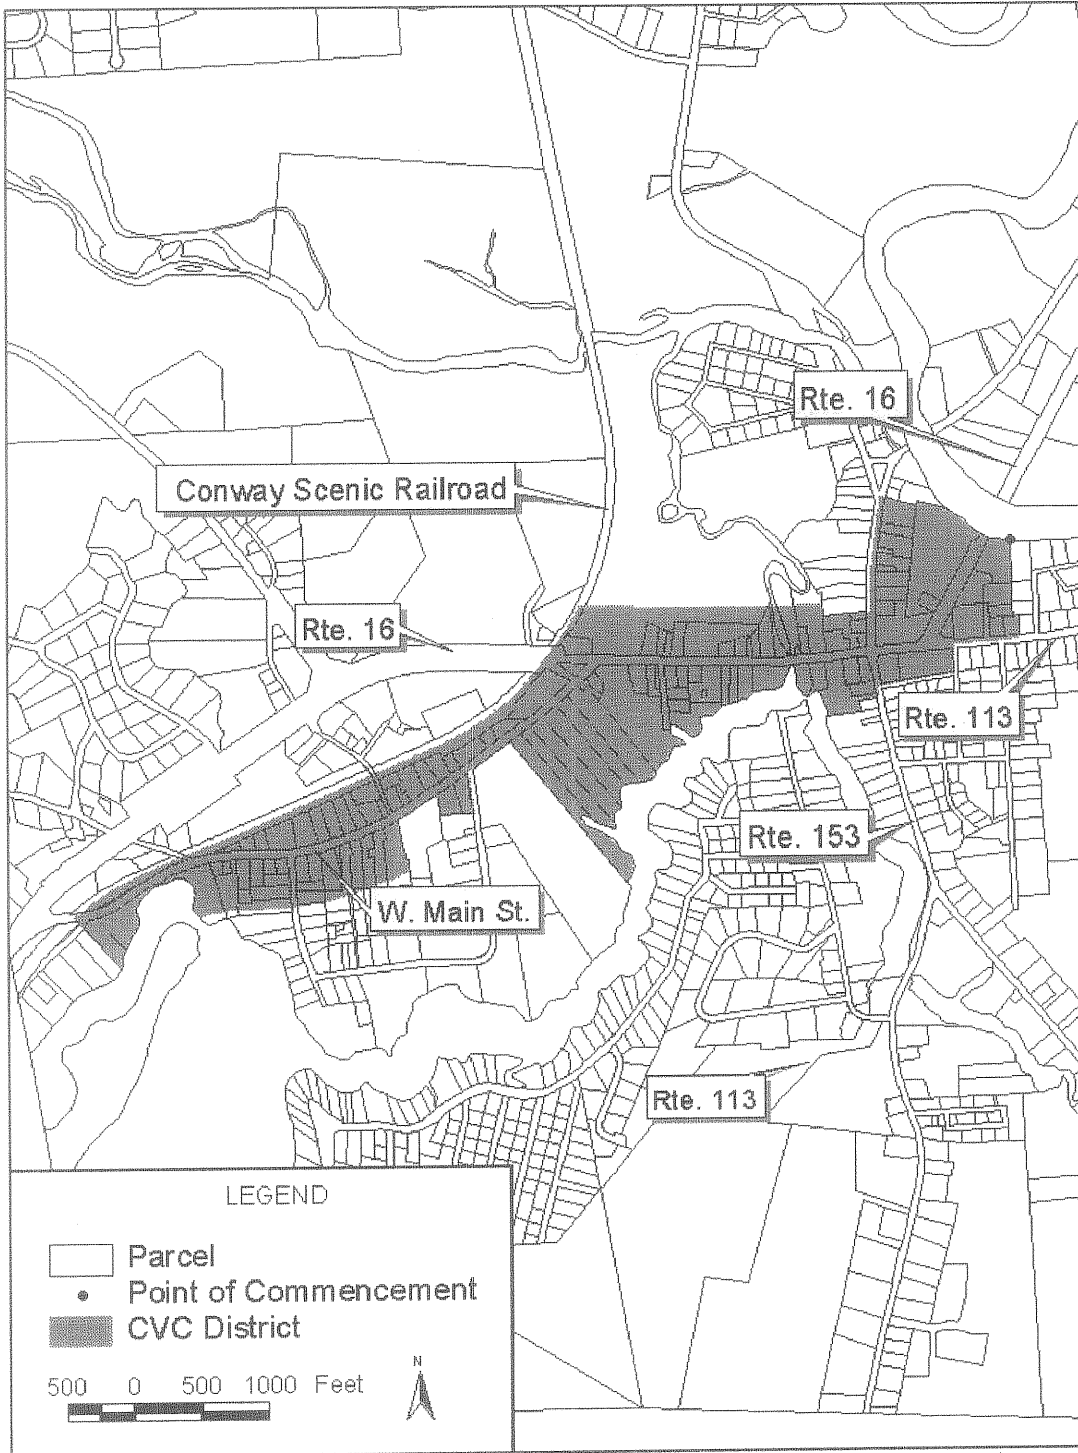 Rte. 16
Conway Scenic Railroad
Rte. 16
Rte. 113
Rte. 153
W. Main St.
Rte. 113
LEGEND
Parcel
Point of Commencement
CVC District
500 0 500 1000 Feet
N